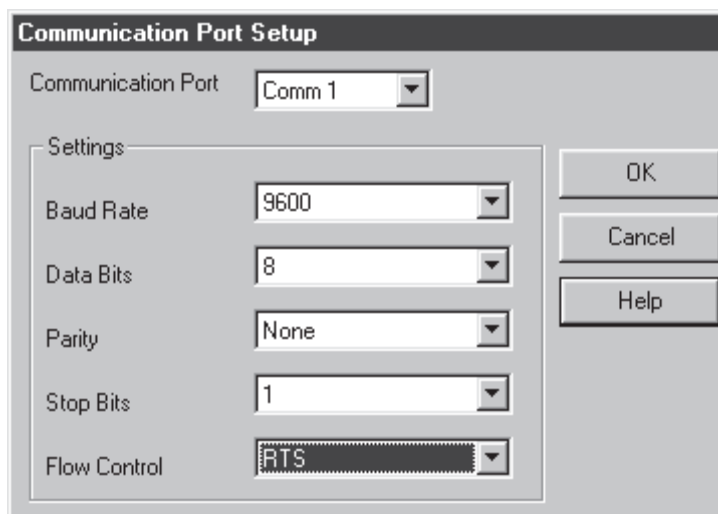 Communication Port Setup
Communication Port Comm 1
Settings
Baud Rate 9600
Data Bits 8
Parity None
Stop Bits 1
Flow Control RTS
OK
Cancel
Help